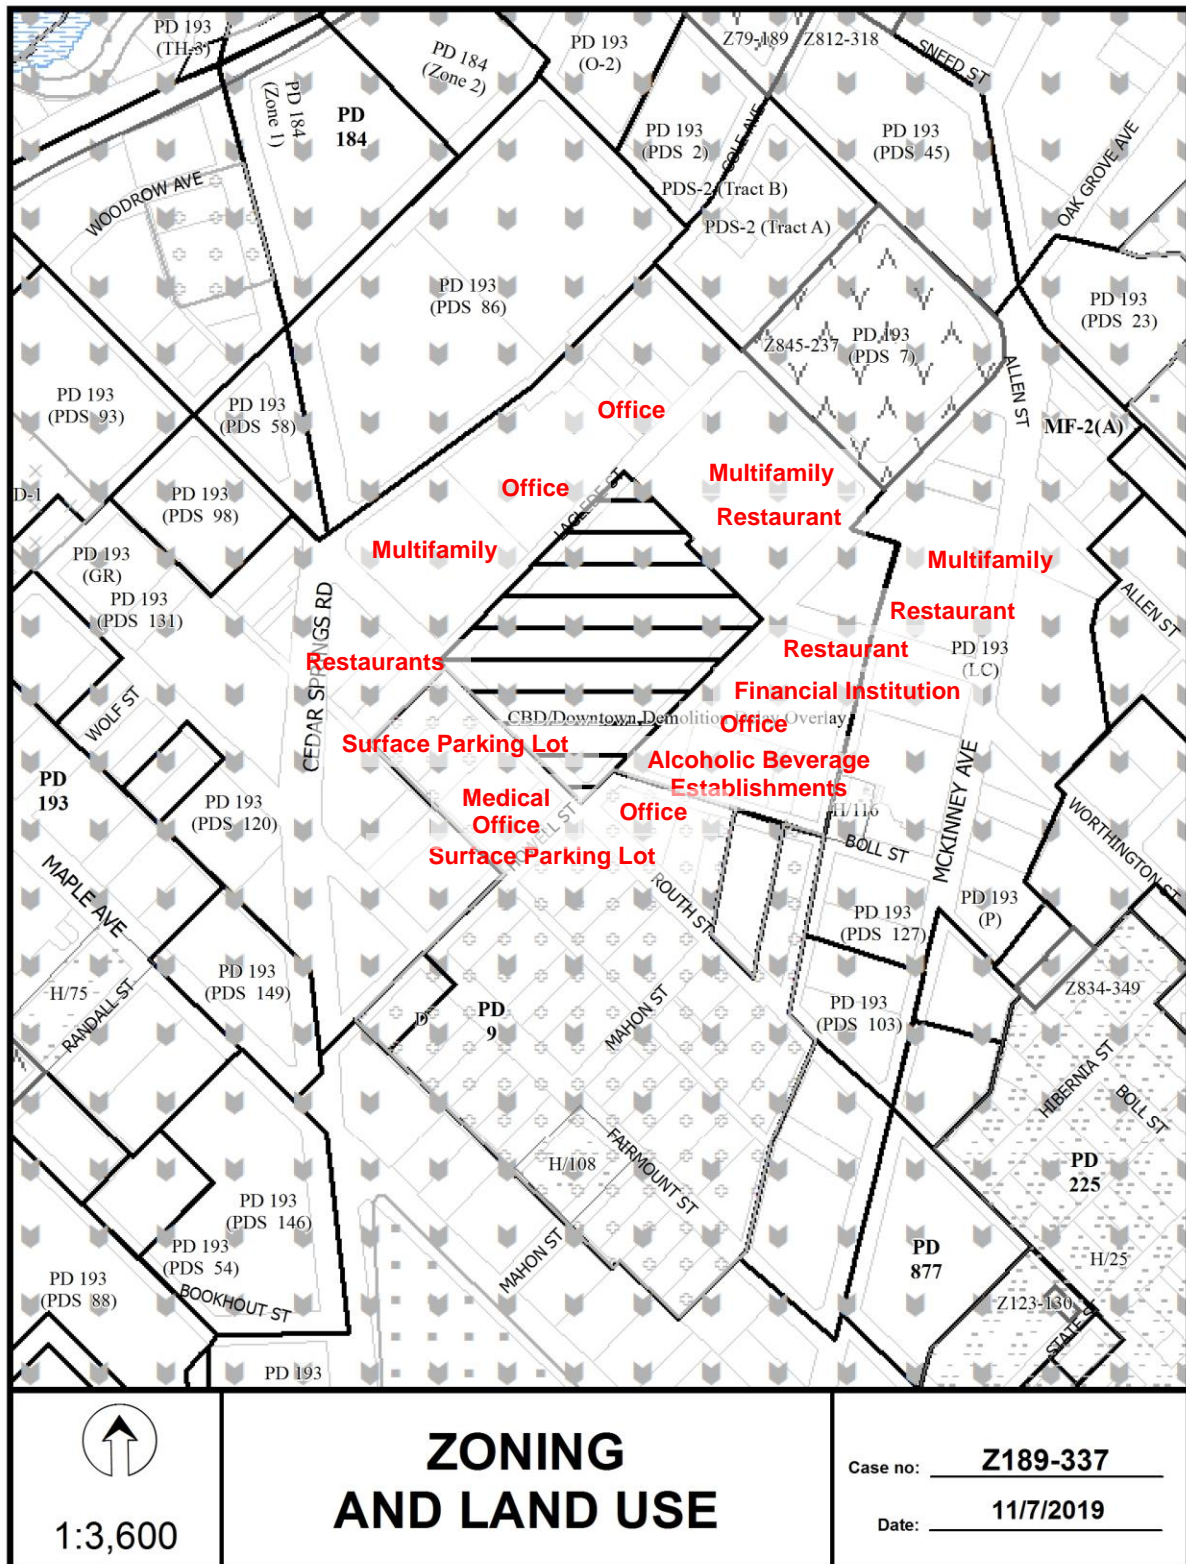 PD 193
(TH-3)
PD 184
(Zone 2)
PD 193
(O-2)
Z79-189
Z812-318
SNEED ST
PD 184
(Zone 1)
PD
184
PD 193
(PDS 2)
COLE AVE
PD 193
(PDS 45)
OAK GROVE AVE
WOODROW AVE
PDS-2 (Tract B)
PDS-2 (Tract A)
PD 193
(PDS 86)
PD 193
(PDS 23)
Z845-237
PD 193
(PDS 7)
ALLEN ST
PD 193
(PDS 93)
PD 193
(PDS 58)
Office
MF-2(A)
D-1
PD 193
(PDS 98)
Office
LACLEDE ST
Multifamily
Restaurant
Multifamily
PD 193
(GR)
PD 193
(PDS 131)
Multifamily
ALLEN ST
Restaurant
CEDAR SPRINGS RD
Restaurants
Restaurant
PD 193
(LC)
WOLF ST
Financial Institution
CBD/Downtown Demolition Delay Overlay
Office
Surface Parking Lot
Alcoholic Beverage
Establishments
PD
193
PD 193
(PDS 120)
Medical
Office
HOWELL ST
Office
H/116
MCKINNEY AVE
WORTHINGTON ST
BOLL ST
Surface Parking Lot
MAPLE AVE
ROUTH ST
PD 193
(PDS 127)
PD 193
(P)
H/75
RANDALL ST
PD 193
(PDS 149)
D
PD
9
MAHON ST
PD 193
(PDS 103)
Z834-349
HIBERNIA ST
BOLL ST
H/108
FAIRMOUNT ST
PD
225
PD 193
(PDS 146)
PD 193
(PDS 54)
MAHON ST
PD
877
H/25
PD 193
(PDS 88)
BOOKHOUT ST
Z123-130
STATE ST
PD 193
1:3,600
ZONING
AND LAND USE
Case no: Z189-337
Date: 11/7/2019